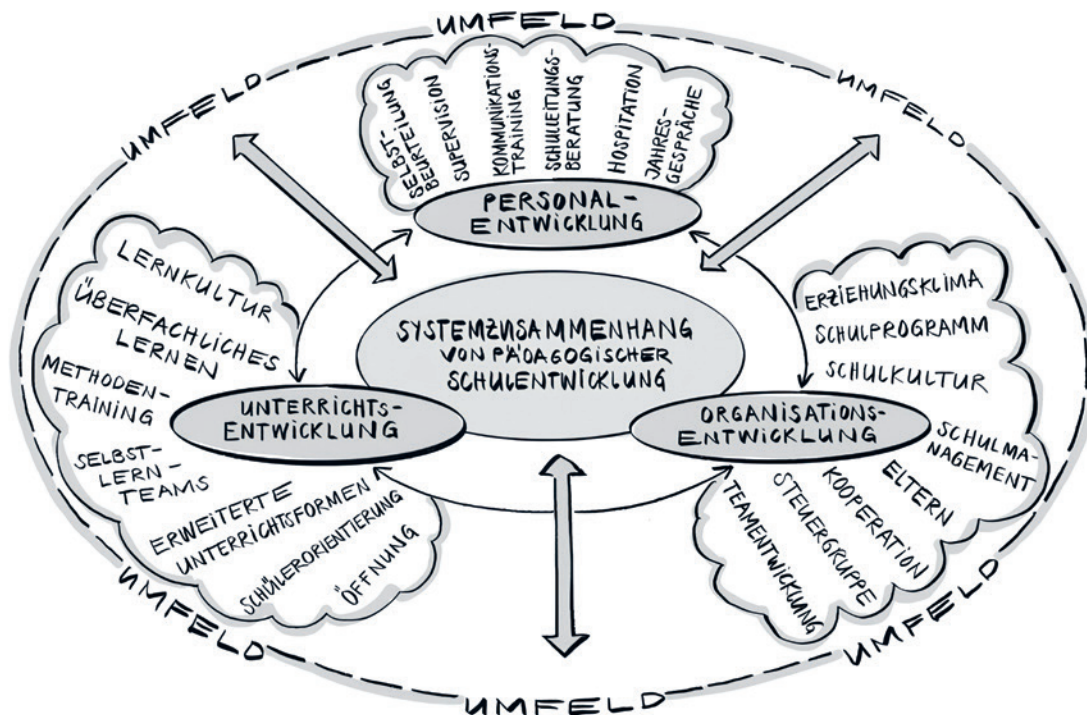 UMFELD
UMFELD
UMFELD
SELBST-
BEURTEILUNG
SUPERVISION
KOMMUNIKATIONS-
TRAINING
SCHULLEITUNGS-
BERATUNG
HOSPITATION
JAHRES-
GESPRÄCHE
PERSONAL-
ENTWICKLUNG
SYSTEMZUSAMMENHANG
VON PÄDAGOGISCHER
SCHULENTWICKLUNG
LERNKULTUR
ÜBERFACHLICHES
LERNEN
METHODEN-
TRAINING
SELBST-
LERN-
TEAMS
ERWEITERTE
UNTERRICHTSFORMEN
SCHÜLERORIENTIERUNG
ÖFFNUNG
UNTERRICHTS-
ENTWICKLUNG
ERZIEHUNGSKLIMA
SCHULPROGRAMM
SCHULKULTUR
SCHULMA-
NAGEMENT
ELTERN
KOOPERATION
STEUERGRUPPE
TEAMENTWICKLUNG
ORGANISATIONS-
ENTWICKLUNG
UMFELD
UMFELD
UMFELD